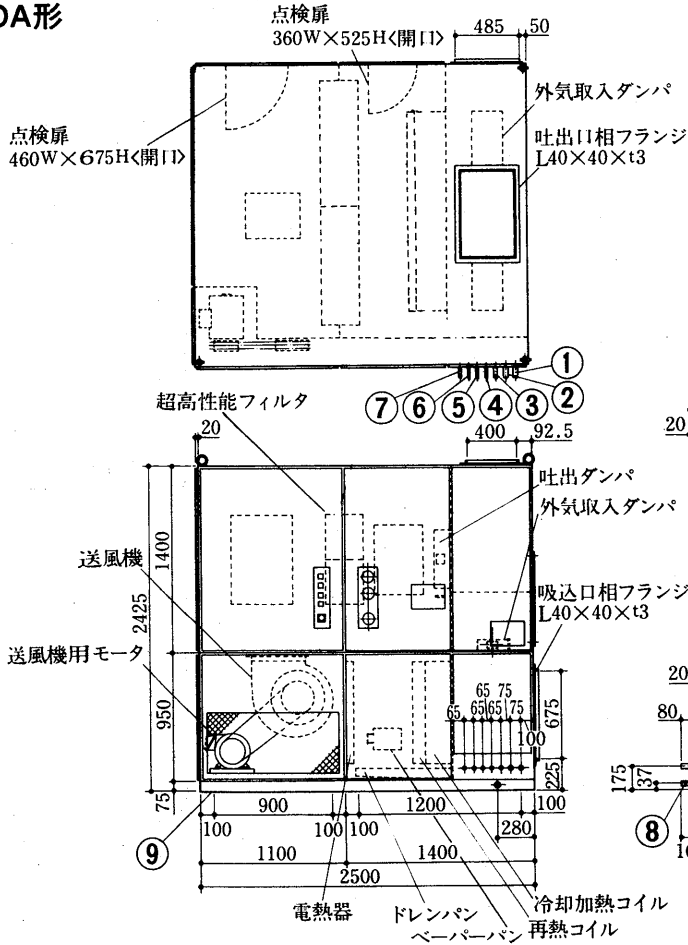 DA形
点検扉
360W×525H<開口>
485
50
外気取入ダンパ
点検扉
460W×675H<開口>
吐出口相フランジ
L40×40×t3
①
②
③
④
⑤
⑥
⑦
超高性能フィルタ
20
400
92.5
20
吐出ダンパ
外気取入ダンパ
送風機
1400
2425
吸込口相フランジ
L40×40×t3
送風機用モータ
20
65 75
65 65 75
65
100
675
950
80
225
175
37
75
⑧
900
1200
100
⑨
100
100
100
280
1100
1400
2500
電熱器
ドレンパン
ベーパーパン
冷却加熱コイル
再熱コイル